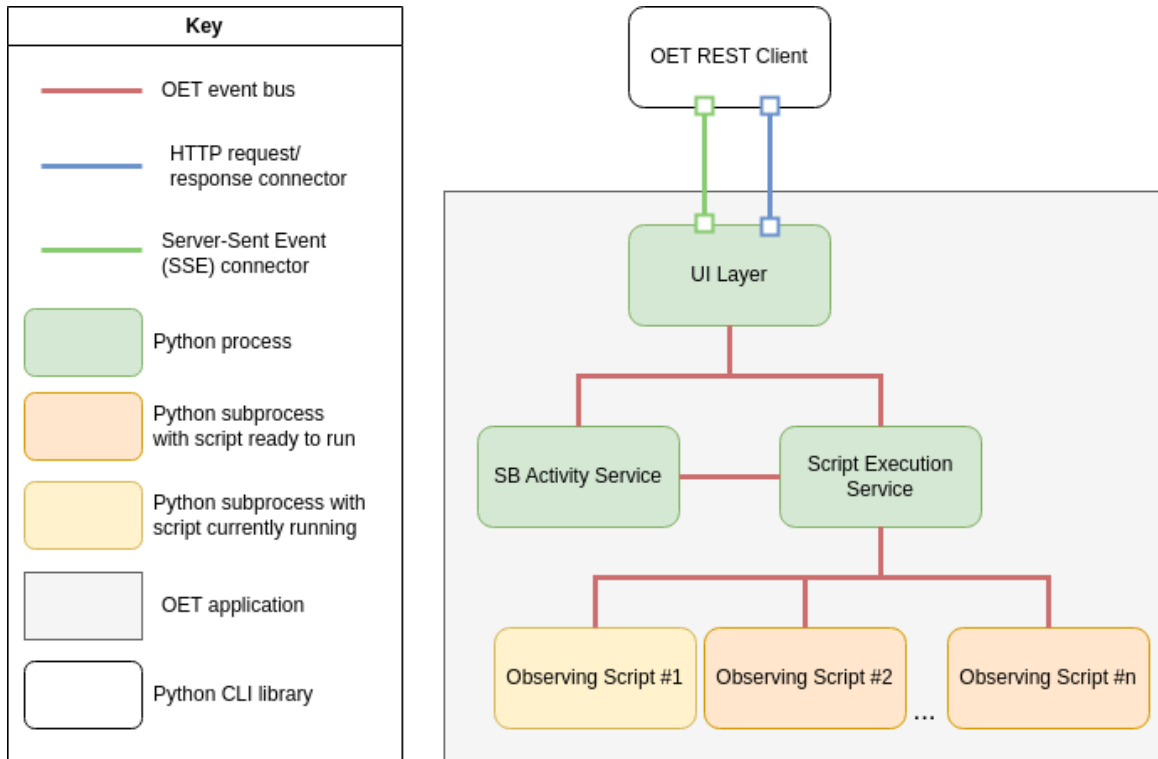 Key
OET event bus
HTTP request/
response connector
Server-Sent Event
(SSE) connector
Python process
Python subprocess
with script ready to run
Python subprocess with
script currently running
OET application
Python CLI library
OET REST Client
UI Layer
SB Activity Service
Script Execution
Service
Observing Script #1
Observing Script #2
...
Observing Script #n